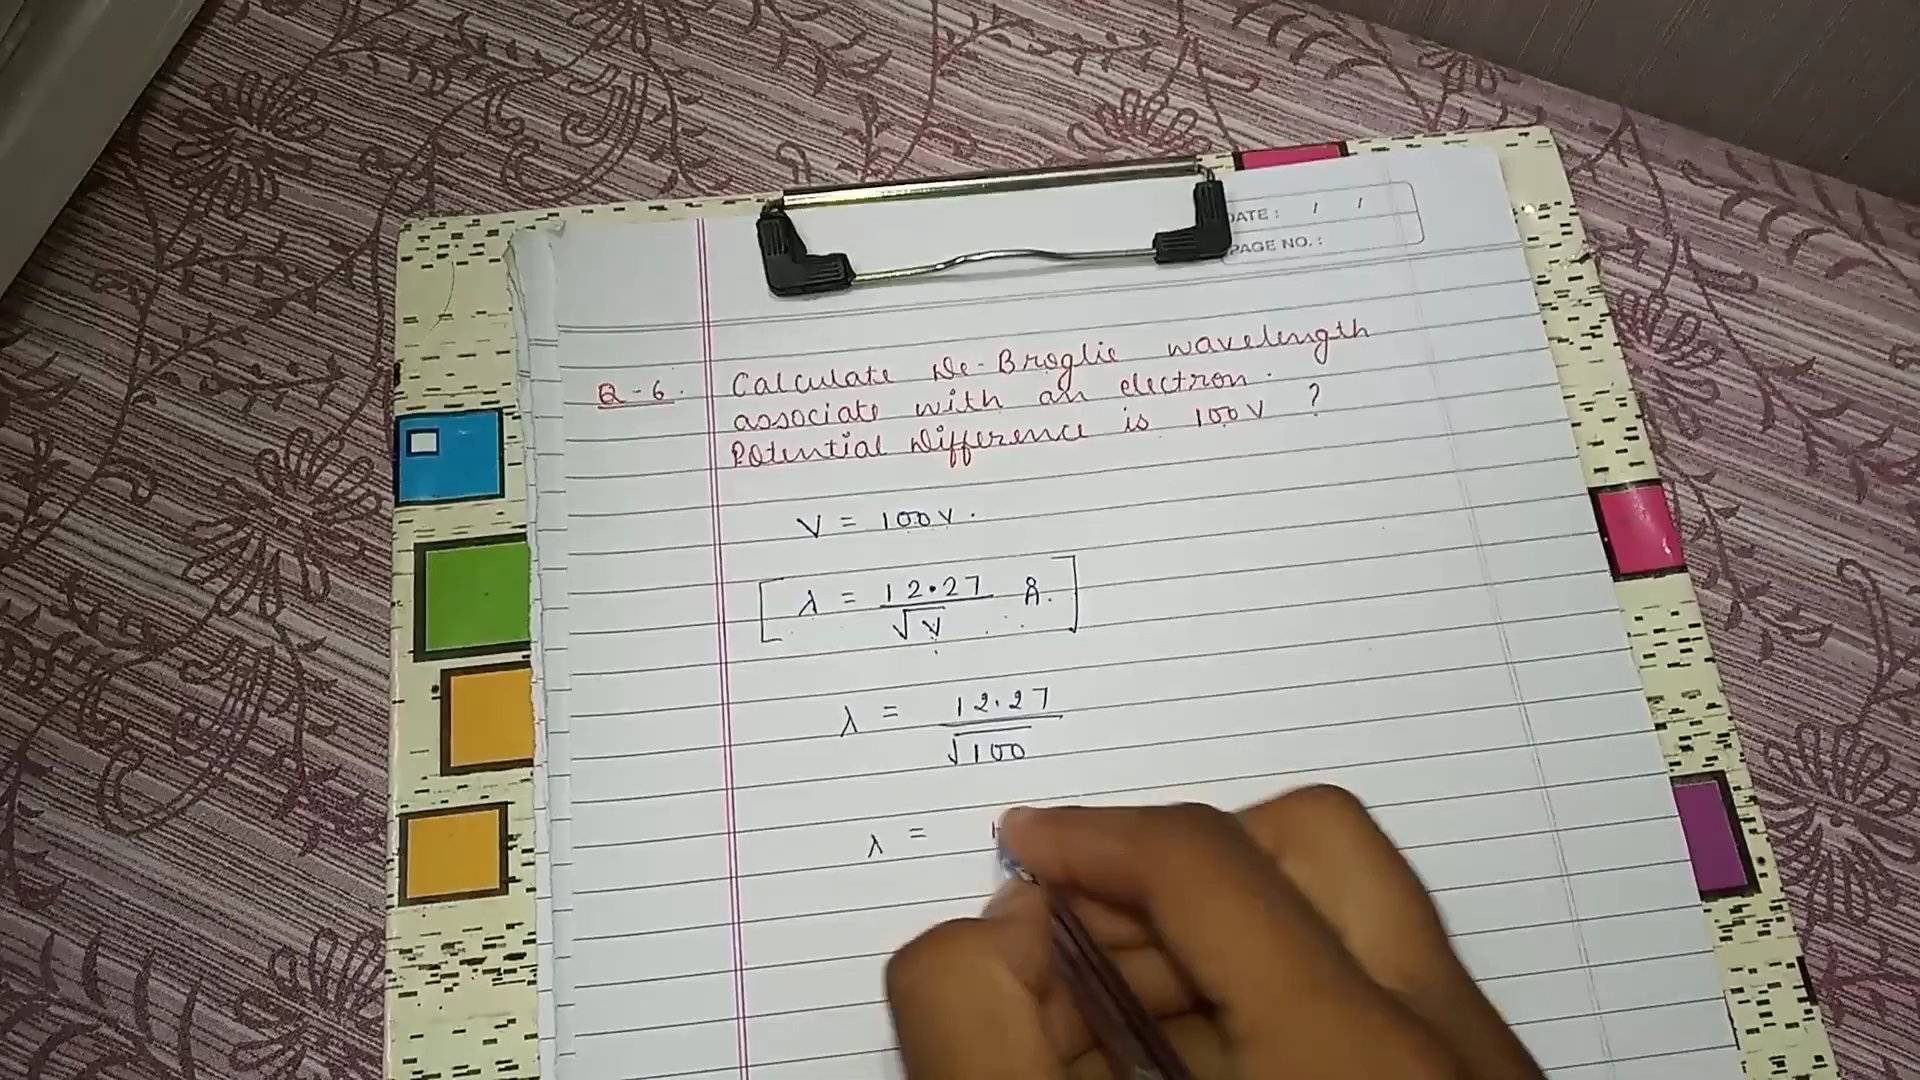 DATE : / /
PAGE NO. :
Q-6. Calculate De-Broglie wavelength
associate with an electron.
Potential Difference is 100V ?
V = 100V.
[ λ = 12.27 / √V Å. ]
λ = 12.27 / √100
λ =